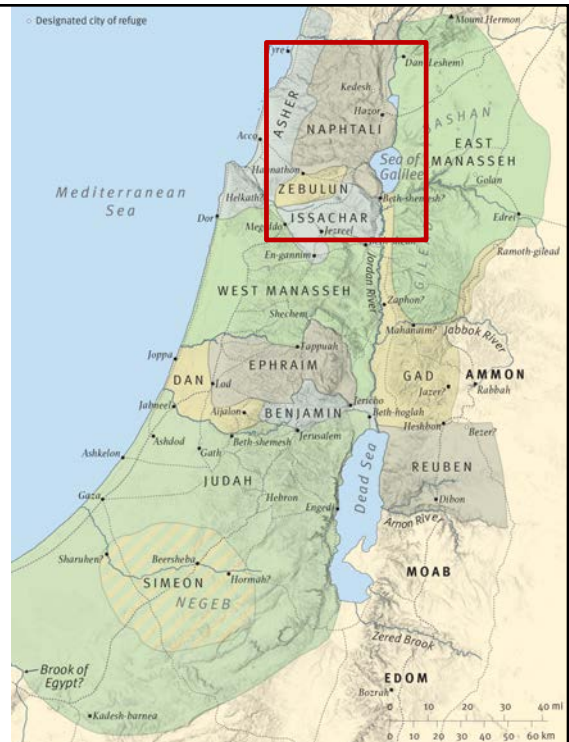 ○ Designated city of refuge
Mount Hermon
Tyre
Dan (Leshem)
Kedesh
ASHER
Hazor
BASHAN
NAPHTALI
EAST
MANASSEH
Acco
Sea of
Galilee
Hannathon
Golan
Mediterranean
Sea
ZEBULUN
Helkath?
Beth-shemesh?
ISSACHAR
Dor
Megiddo
Jezreel
Edrei
GILEAD
En-gannim
Ramoth-gilead
WEST MANASSEH
Jordan River
Zaphon?
Shechem
Mahanaim?
Jabbok River
Tappuah
Joppa
EPHRAIM
AMMON
DAN
GAD
Lod
Jazer?
Rabbah
Jabneel
Jericho
Aijalon
BENJAMIN
Beth-hoglah
Heshbon
Bezer?
Ashdod
Beth-shemesh
Jerusalem
Ashkelon
Gath
REUBEN
JUDAH
Dead Sea
Gaza
Hebron
Dibon
Engedi
Arnon River
Sharuhen?
Beersheba
MOAB
SIMEON
Hormah?
NEGEB
Zered Brook
Brook of
Egypt?
EDOM
Bozrah
Kadesh-barnea
0 10 20 30 40 mi
0 10 20 30 40 50 60 km